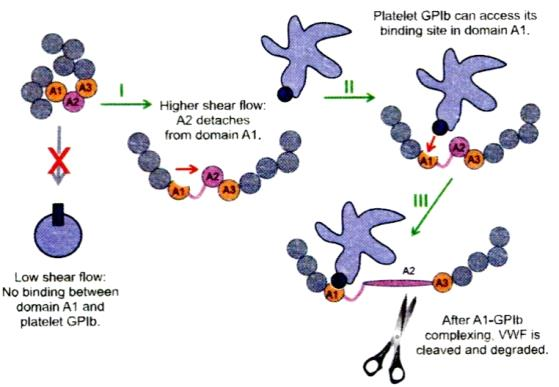 Platelet GPIb can access its
binding site in domain A1.
A1
A2
A3
I
Higher shear flow:
A2 detaches
from domain A1.
II
A1
A2
A3
A1
A2
A3
X
III
Low shear flow:
No binding between
domain A1 and
platelet GPIb.
A1
A2
A3
After A1-GPIb
complexing, VWF is
cleaved and degraded.